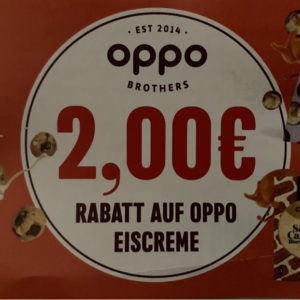 · EST 2014 ·
oppo
BROTHERS
2,00€
RABATT AUF OPPO
EISCREME